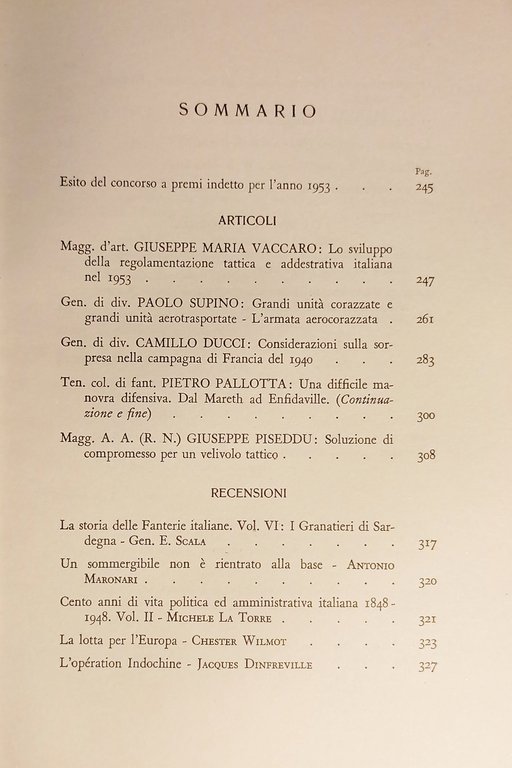 SOMMARIO
Pag.
Esito del concorso a premi indetto per l'anno 1953 . . . 245
ARTICOLI
Magg. d'art. GIUSEPPE MARIA VACCARO: Lo sviluppo
della regolamentazione tattica e addestrativa italiana
nel 1953 . . . . . . . . . . 247
Gen. di div. PAOLO SUPINO: Grandi unità corazzate e
grandi unità aerotrasportate - L'armata aerocorazzata . 261
Gen. di div. CAMILLO DUCCI: Considerazioni sulla sor-
presa nella campagna di Francia del 1940 . . . 283
Ten. col. di fant. PIETRO PALLOTTA: Una difficile ma-
novra difensiva. Dal Mareth ad Enfidaville. (Continua-
zione e fine) . . . . . . . . . 300
Magg. A. A. (R. N.) GIUSEPPE PISEDDU: Soluzione di
compromesso per un velivolo tattico . . . . . 308
RECENSIONI
La storia delle Fanterie italiane. Vol. VI: I Granatieri di Sar-
degna - Gen. E. SCALA . . . . . . . 317
Un sommergibile non è rientrato alla base - ANTONIO
MARONARI . . . . . . . . . . 320
Cento anni di vita politica ed amministrativa italiana 1848-
1948. Vol. II - MICHELE LA TORRE . . . . . 321
La lotta per l'Europa - CHESTER WILMOT . . . . 323
L'opération Indochine - JACQUES DINFREVILLE . . . 327